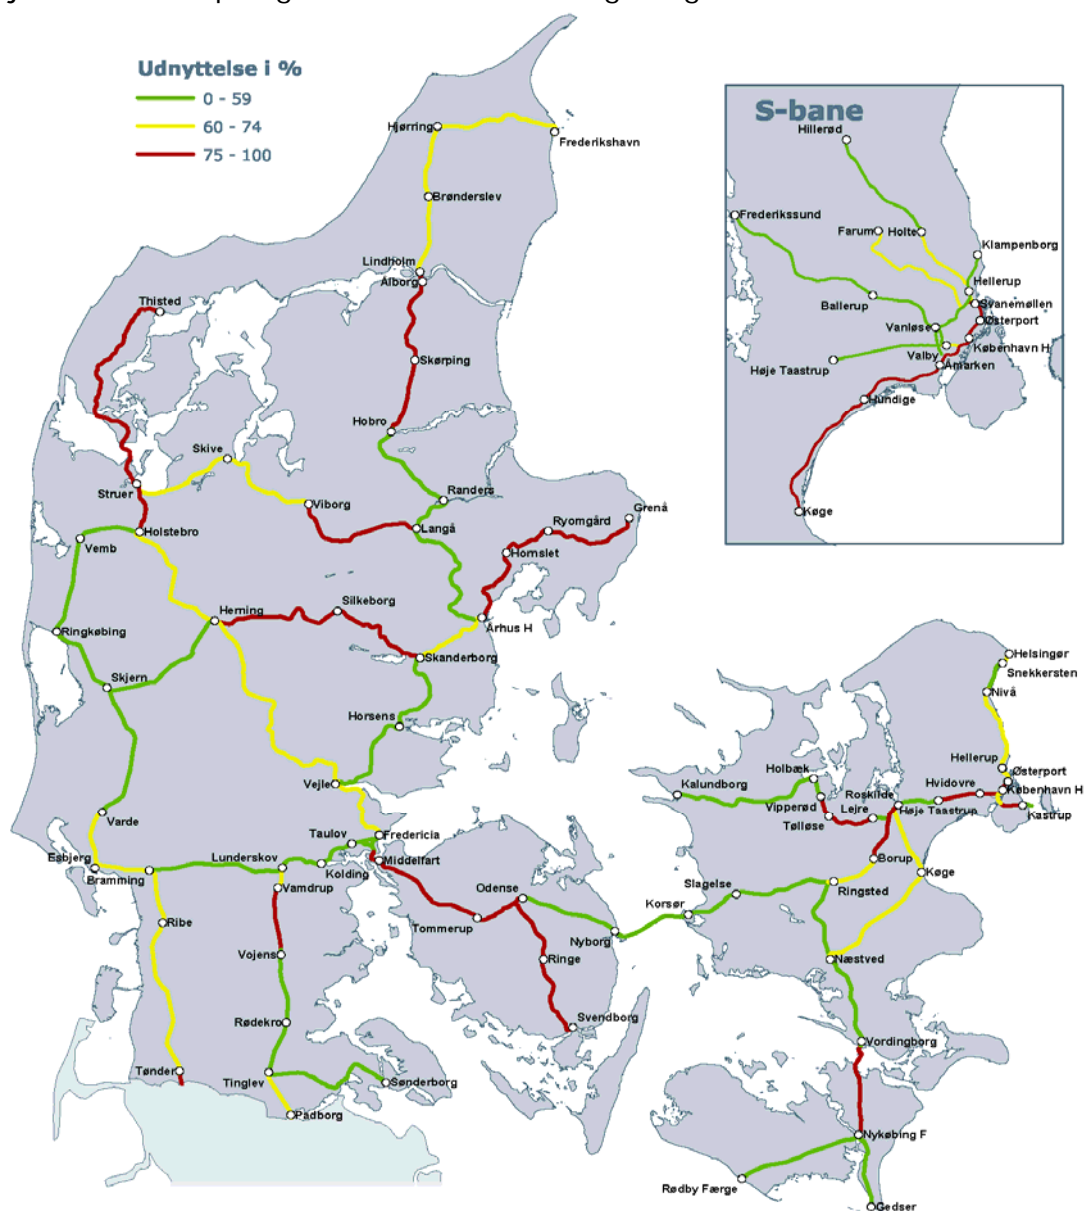 Udnyttelse i %
0 - 59
60 - 74
75 - 100
S-bane
Hillerød
Frederikssund
Farum
Holte
Klampenborg
Hellerup
Ballerup
Svanemøllen
Østerport
Vanløse
København H
Valby
Åmarken
Høje Taastrup
Hundige
Køge
Hjørring
Frederikshavn
Brønderslev
Lindholm
Ålborg
Thisted
Skørping
Hobro
Skive
Struer
Viborg
Randers
Langå
Ryomgård
Grenå
Holstebro
Vemb
Hornslet
Herning
Silkeborg
Århus H
Ringkøbing
Skanderborg
Skjern
Horsens
Vejle
Varde
Taulov
Fredericia
Esbjerg
Bramming
Lunderskov
Kolding
Middelfart
Vamdrup
Odense
Ribe
Tommerup
Nyborg
Korsør
Vojens
Ringe
Rødekro
Svendborg
Tønder
Tinglev
Sønderborg
Padborg
Helsingør
Snekkersten
Nivå
Hellerup
Østerport
København H
Kastrup
Hvidovre
Høje Taastrup
Roskilde
Holbæk
Kalundborg
Vipperød
Lejre
Tølløse
Borup
Køge
Slagelse
Ringsted
Næstved
Vordingborg
Nykøbing F
Rødby Færge
Gedser